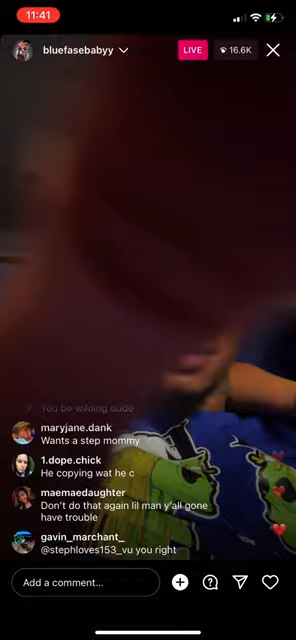 11:41
bluefasebabyy
LIVE
16.6K
You be wilding dude
maryjane.dank
Wants a step mommy
1.dope.chick
He copying wat he c
maemaedaughter
Don't do that again lil man y'all gone
have trouble
gavin_marchant_
@stephloves153_vu you right
Add a comment...